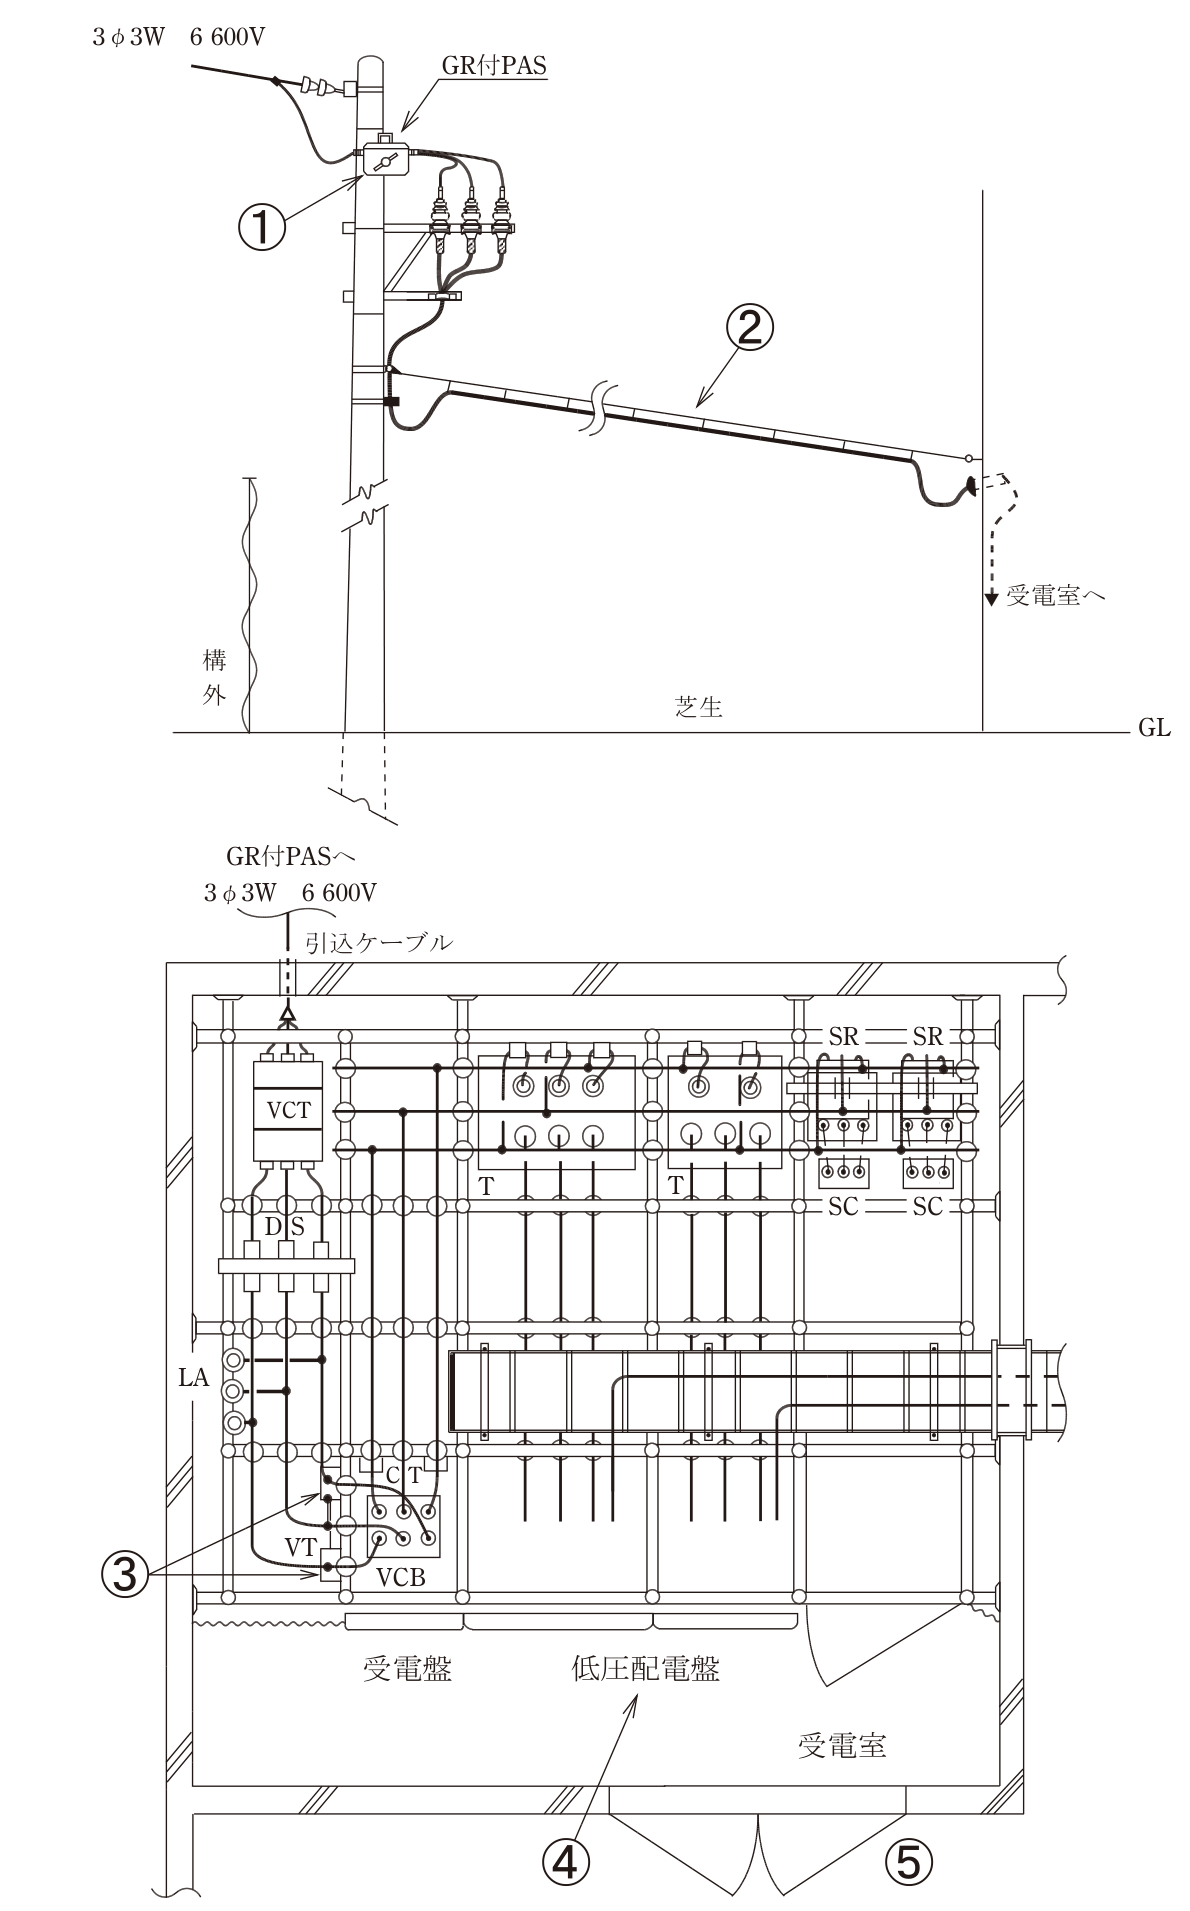 3φ3W 6 600V
GR付PAS
①
②
受電室へ
構
外
芝生
GL
GR付PASへ
3φ3W 6 600V
引込ケーブル
SR SR
VCT
T T
SC SC
DS
LA
CT
VT
③
VCB
受電盤 低圧配電盤
受電室
④ ⑤